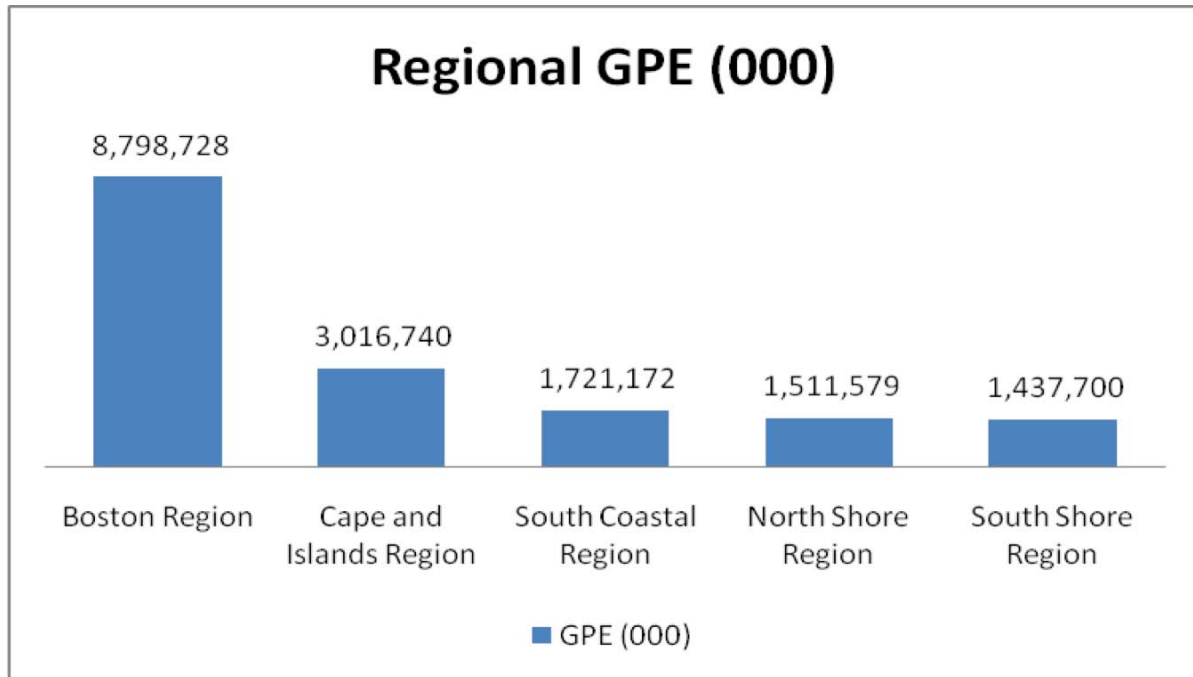 Regional GPE (000)
8,798,728
3,016,740
1,721,172
1,511,579
1,437,700
Boston Region
Cape and
Islands Region
South Coastal
Region
North Shore
Region
South Shore
Region
GPE (000)